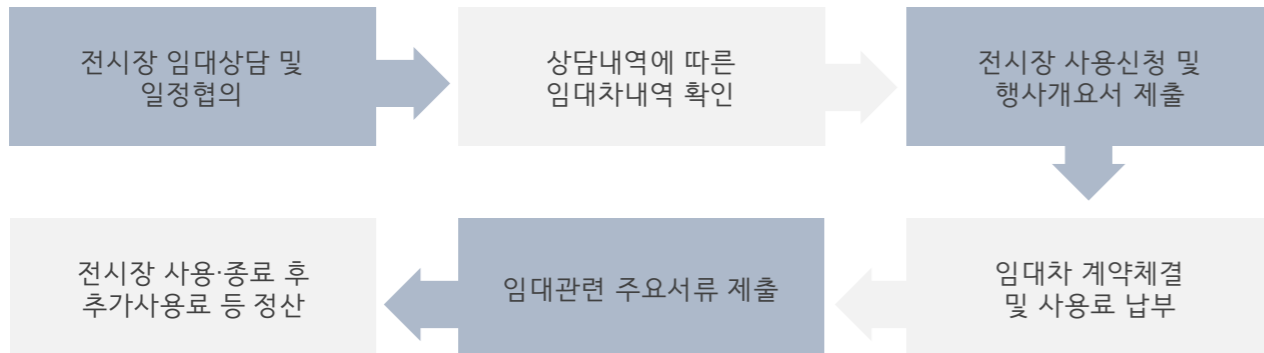 전시장 임대상담 및
일정협의
상담내역에 따른
임대차내역 확인
전시장 사용신청 및
행사개요서 제출
임대차 계약체결
및 사용료 납부
임대관련 주요서류 제출
전시장 사용·종료 후
추가사용료 등 정산